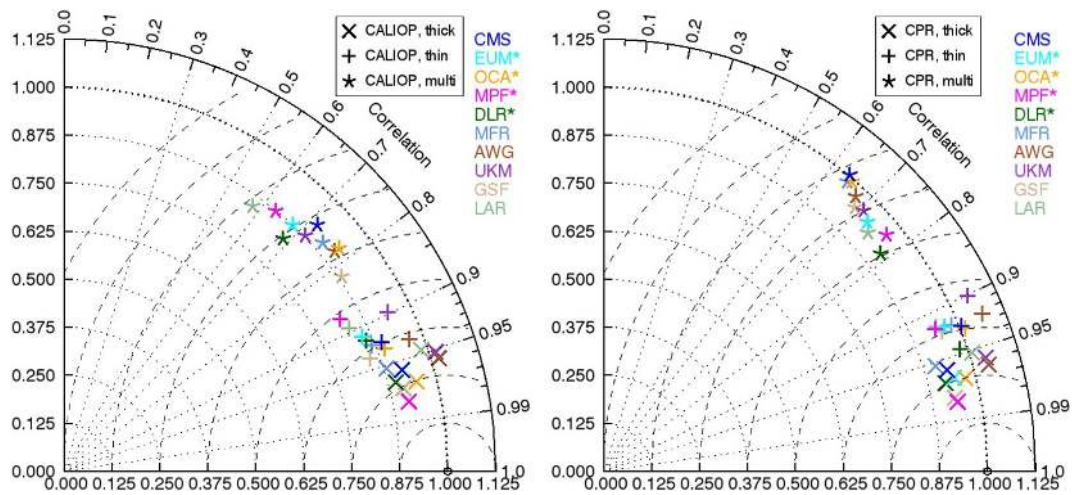 1.125
1.000
0.875
0.750
0.625
0.500
0.375
0.250
0.125
0.000
0.000 0.125 0.250 0.375 0.500 0.625 0.750 0.875 1.000 1.125
0.0 0.1 0.2 0.3 0.4 0.5 0.6 0.7 0.8 0.9 0.95 0.99 1.0
Correlation
CALIOP, thick
CALIOP, thin
CALIOP, multi
CMS
EUM*
OCA*
MPF*
DLR*
MFR
AWG
UKM
GSF
LAR
1.125
1.000
0.875
0.750
0.625
0.500
0.375
0.250
0.125
0.000
0.000 0.125 0.250 0.375 0.500 0.625 0.750 0.875 1.000 1.125
0.0 0.1 0.2 0.3 0.4 0.5 0.6 0.7 0.8 0.9 0.95 0.99 1.0
Correlation
CPR, thick
CPR, thin
CPR, multi
CMS
EUM*
OCA*
MPF*
DLR*
MFR
AWG
UKM
GSF
LAR